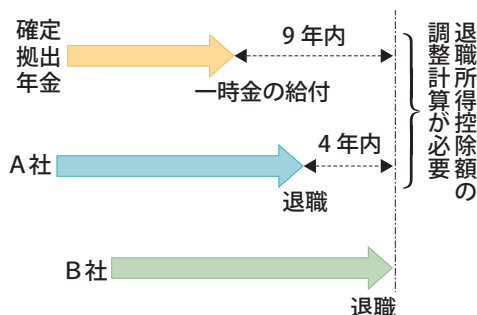 確定
拠出
年金
9年内
一時金の給付
A社
4年内
退職
B社
退職
退職所得控除額の
調整計算が必要